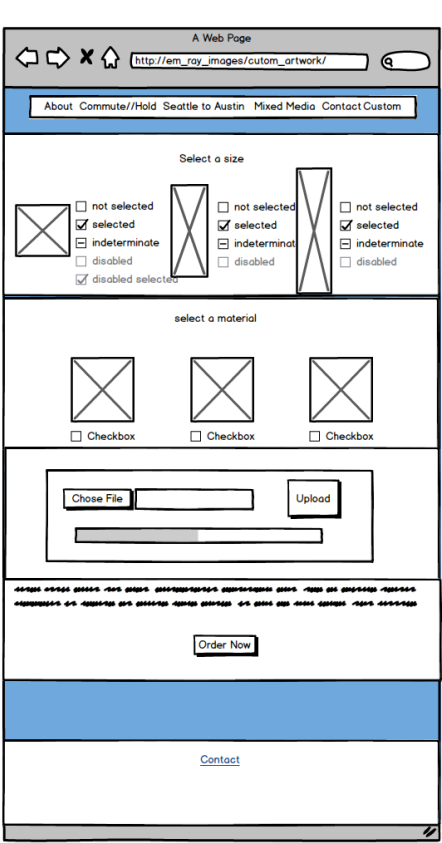 A Web Page
http://em_ray_images/cutom_artwork/
About Commute//Hold Seattle to Austin Mixed Media Contact Custom
Select a size
not selected
selected
indeterminate
disabled
disabled selected
not selected
selected
indeterminat
disabled
not selected
selected
indeterminate
disabled
select a material
Checkbox Checkbox Checkbox
Chose File Upload
Order Now
Contact